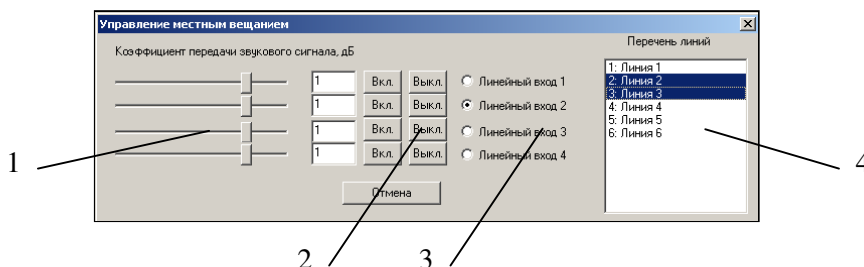 Управление местным вещанием
Коэффициент передачи звукового сигнала, дБ
Перечень линий
1 Вкл. Выкл. Линейный вход 1
1 Вкл. Выкл. Линейный вход 2
1 Вкл. Выкл. Линейный вход 3
1 Вкл. Выкл. Линейный вход 4
Отмена
1: Линия 1
2: Линия 2
3: Линия 3
4: Линия 4
5: Линия 5
6: Линия 6
1
2
3
4